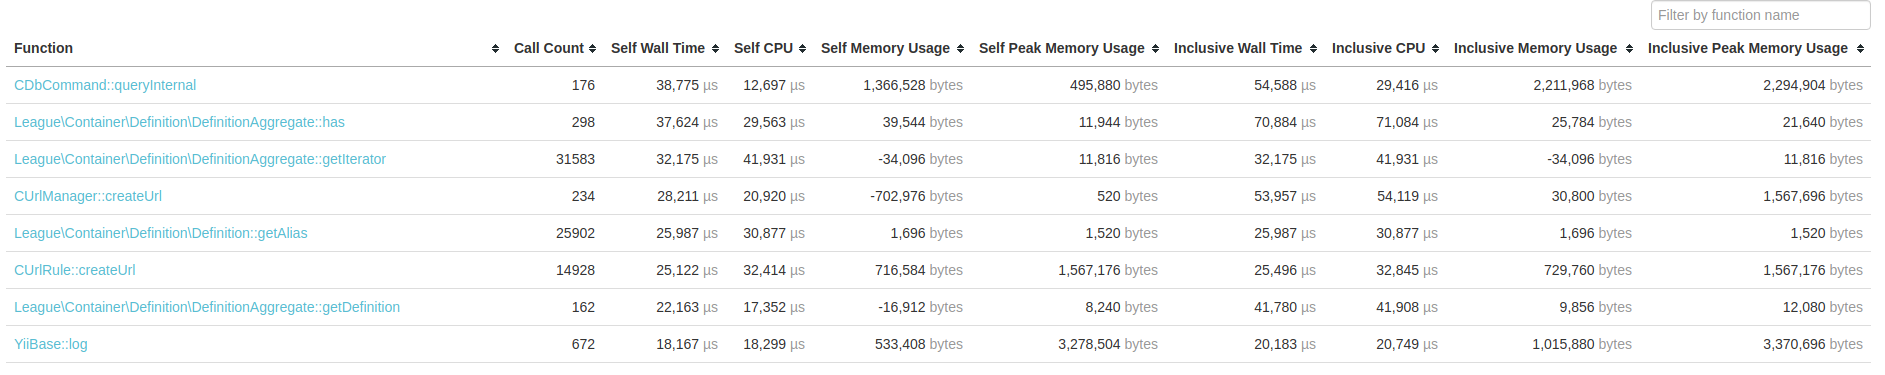 Filter by function name
Function Call Count Self Wall Time Self CPU Self Memory Usage Self Peak Memory Usage Inclusive Wall Time Inclusive CPU Inclusive Memory Usage Inclusive Peak Memory Usage
CDbCommand::queryInternal 176 38,775 µs 12,697 µs 1,366,528 bytes 495,880 bytes 54,588 µs 29,416 µs 2,211,968 bytes 2,294,904 bytes
League\Container\Definition\DefinitionAggregate::has 298 37,624 µs 29,563 µs 39,544 bytes 11,944 bytes 70,884 µs 71,084 µs 25,784 bytes 21,640 bytes
League\Container\Definition\DefinitionAggregate::getIterator 31583 32,175 µs 41,931 µs -34,096 bytes 11,816 bytes 32,175 µs 41,931 µs -34,096 bytes 11,816 bytes
CUrlManager::createUrl 234 28,211 µs 20,920 µs -702,976 bytes 520 bytes 53,957 µs 54,119 µs 30,800 bytes 1,567,696 bytes
League\Container\Definition\Definition::getAlias 25902 25,987 µs 30,877 µs 1,696 bytes 1,520 bytes 25,987 µs 30,877 µs 1,696 bytes 1,520 bytes
CUrlRule::createUrl 14928 25,122 µs 32,414 µs 716,584 bytes 1,567,176 bytes 25,496 µs 32,845 µs 729,760 bytes 1,567,176 bytes
League\Container\Definition\DefinitionAggregate::getDefinition 162 22,163 µs 17,352 µs -16,912 bytes 8,240 bytes 41,780 µs 41,908 µs 9,856 bytes 12,080 bytes
YiiBase::log 672 18,167 µs 18,299 µs 533,408 bytes 3,278,504 bytes 20,183 µs 20,749 µs 1,015,880 bytes 3,370,696 bytes